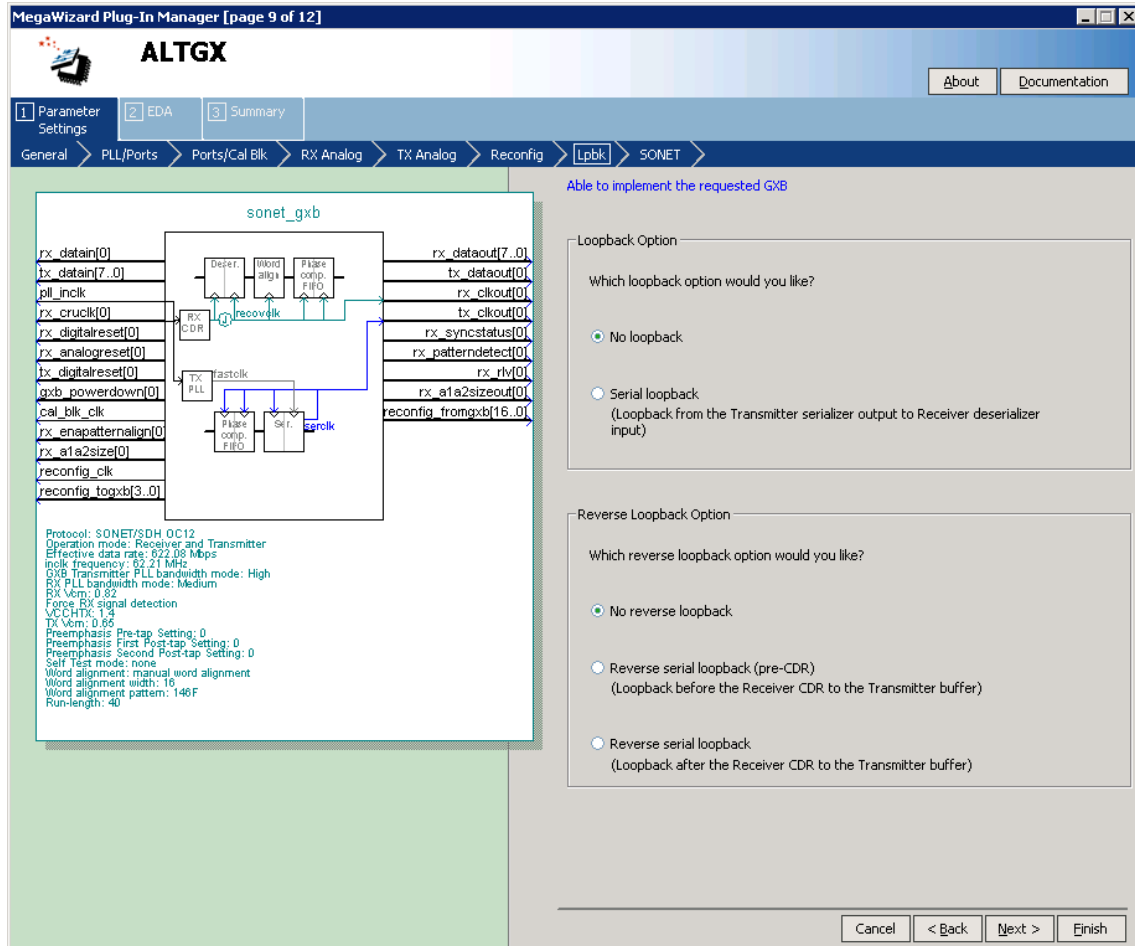 MegaWizard Plug-In Manager [page 9 of 12]
ALTGX
About
Documentation
1 Parameter Settings
2 EDA
3 Summary
General
PLL/Ports
Ports/Cal Blk
RX Analog
TX Analog
Reconfig
Lpbk
SONET
sonet_gxb
rx_datain[0]
tx_datain[7..0]
pll_inclk
rx_cruclk[0]
rx_digitalreset[0]
rx_analogreset[0]
tx_digitalreset[0]
gxb_powerdown[0]
cal_blk_clk
rx_enapatternalign[0]
rx_a1a2size[0]
reconfig_clk
reconfig_togxb[3..0]
Deser.
Word align
Phase comp. FIFO
RX CDR
J
recovclk
TX PLL
fastclk
Phase comp. FIFO
Ser.
serclk
rx_dataout[7..0]
tx_dataout[0]
rx_clkout[0]
tx_clkout[0]
rx_syncstatus[0]
rx_patterndetect[0]
rx_rlv[0]
rx_a1a2sizeout[0]
reconfig_fromgxb[16..0]
Protocol: SONET/SDH OC12
Operation mode: Receiver and Transmitter
Effective data rate: 622.08 Mbps
inclk frequency: 62.21 MHz
GXB Transmitter PLL bandwidth mode: High
RX PLL bandwidth mode: Medium
RX Vcm: 0.82
Force RX signal detection
VCCHTX: 1.4
TX Vcm: 0.65
Preemphasis Pre-tap Setting: 0
Preemphasis First Post-tap Setting: 0
Preemphasis Second Post-tap Setting: 0
Self Test mode: none
Word alignment: manual word alignment
Word alignment width: 16
Word alignment pattern: 146F
Run-length: 40
Able to implement the requested GXB
Loopback Option
Which loopback option would you like?
No loopback
Serial loopback
(Loopback from the Transmitter serializer output to Receiver deserializer
input)
Reverse Loopback Option
Which reverse loopback option would you like?
No reverse loopback
Reverse serial loopback (pre-CDR)
(Loopback before the Receiver CDR to the Transmitter buffer)
Reverse serial loopback
(Loopback after the Receiver CDR to the Transmitter buffer)
Cancel
< Back
Next >
Finish